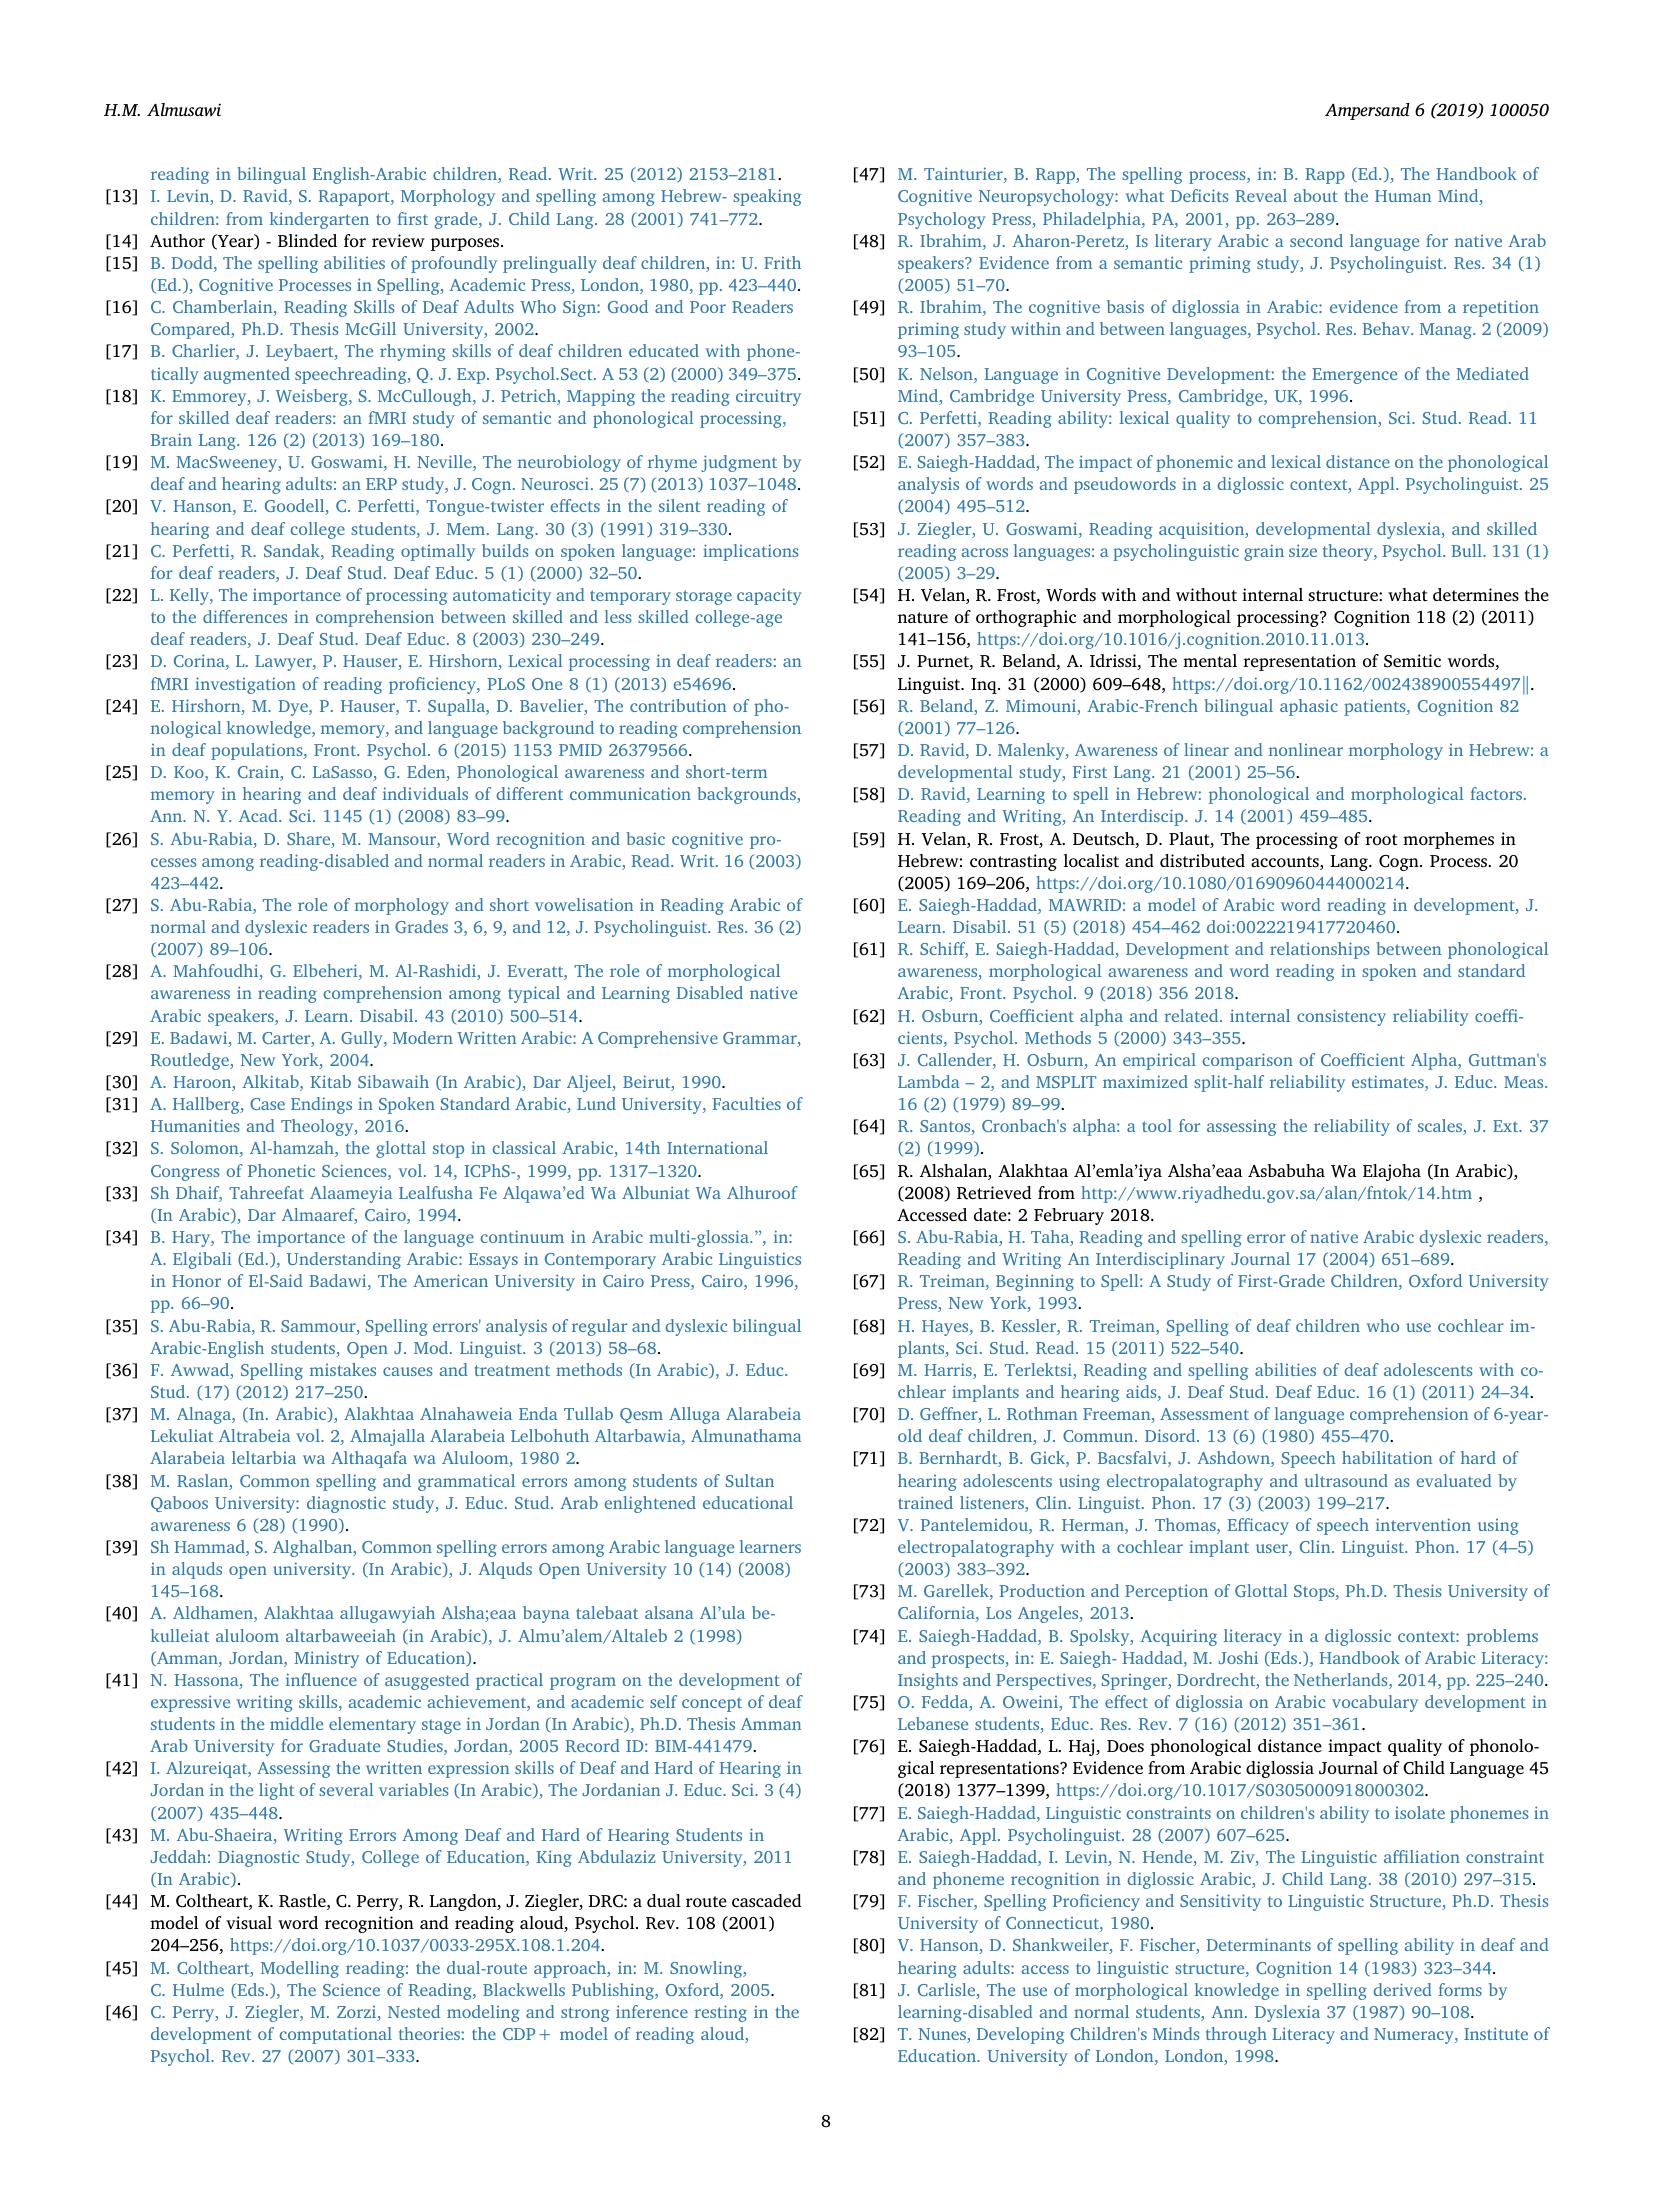 H.M. Almusawi
Ampersand 6 (2019) 100050
reading in bilingual English-Arabic children, Read. Writ. 25 (2012) 2153–2181.
[13] I. Levin, D. Ravid, S. Rapaport, Morphology and spelling among Hebrew- speaking
children: from kindergarten to first grade, J. Child Lang. 28 (2001) 741–772.
[14] Author (Year) - Blinded for review purposes.
[15] B. Dodd, The spelling abilities of profoundly prelingually deaf children, in: U. Frith
(Ed.), Cognitive Processes in Spelling, Academic Press, London, 1980, pp. 423–440.
[16] C. Chamberlain, Reading Skills of Deaf Adults Who Sign: Good and Poor Readers
Compared, Ph.D. Thesis McGill University, 2002.
[17] B. Charlier, J. Leybaert, The rhyming skills of deaf children educated with phone-
tically augmented speechreading, Q. J. Exp. Psychol.Sect. A 53 (2) (2000) 349–375.
[18] K. Emmorey, J. Weisberg, S. McCullough, J. Petrich, Mapping the reading circuitry
for skilled deaf readers: an fMRI study of semantic and phonological processing,
Brain Lang. 126 (2) (2013) 169–180.
[19] M. MacSweeney, U. Goswami, H. Neville, The neurobiology of rhyme judgment by
deaf and hearing adults: an ERP study, J. Cogn. Neurosci. 25 (7) (2013) 1037–1048.
[20] V. Hanson, E. Goodell, C. Perfetti, Tongue-twister effects in the silent reading of
hearing and deaf college students, J. Mem. Lang. 30 (3) (1991) 319–330.
[21] C. Perfetti, R. Sandak, Reading optimally builds on spoken language: implications
for deaf readers, J. Deaf Stud. Deaf Educ. 5 (1) (2000) 32–50.
[22] L. Kelly, The importance of processing automaticity and temporary storage capacity
to the differences in comprehension between skilled and less skilled college-age
deaf readers, J. Deaf Stud. Deaf Educ. 8 (2003) 230–249.
[23] D. Corina, L. Lawyer, P. Hauser, E. Hirshorn, Lexical processing in deaf readers: an
fMRI investigation of reading proficiency, PLoS One 8 (1) (2013) e54696.
[24] E. Hirshorn, M. Dye, P. Hauser, T. Supalla, D. Bavelier, The contribution of pho-
nological knowledge, memory, and language background to reading comprehension
in deaf populations, Front. Psychol. 6 (2015) 1153 PMID 26379566.
[25] D. Koo, K. Crain, C. LaSasso, G. Eden, Phonological awareness and short-term
memory in hearing and deaf individuals of different communication backgrounds,
Ann. N. Y. Acad. Sci. 1145 (1) (2008) 83–99.
[26] S. Abu-Rabia, D. Share, M. Mansour, Word recognition and basic cognitive pro-
cesses among reading-disabled and normal readers in Arabic, Read. Writ. 16 (2003)
423–442.
[27] S. Abu-Rabia, The role of morphology and short vowelisation in Reading Arabic of
normal and dyslexic readers in Grades 3, 6, 9, and 12, J. Psycholinguist. Res. 36 (2)
(2007) 89–106.
[28] A. Mahfoudhi, G. Elbeheri, M. Al-Rashidi, J. Everatt, The role of morphological
awareness in reading comprehension among typical and Learning Disabled native
Arabic speakers, J. Learn. Disabil. 43 (2010) 500–514.
[29] E. Badawi, M. Carter, A. Gully, Modern Written Arabic: A Comprehensive Grammar,
Routledge, New York, 2004.
[30] A. Haroon, Alkitab, Kitab Sibawaih (In Arabic), Dar Aljeel, Beirut, 1990.
[31] A. Hallberg, Case Endings in Spoken Standard Arabic, Lund University, Faculties of
Humanities and Theology, 2016.
[32] S. Solomon, Al-hamzah, the glottal stop in classical Arabic, 14th International
Congress of Phonetic Sciences, vol. 14, ICPhS-, 1999, pp. 1317–1320.
[33] Sh Dhaif, Tahreefat Alaameyia Lealfusha Fe Alqawa’ed Wa Albuniat Wa Alhuroof
(In Arabic), Dar Almaaref, Cairo, 1994.
[34] B. Hary, The importance of the language continuum in Arabic multi-glossia.”, in:
A. Elgibali (Ed.), Understanding Arabic: Essays in Contemporary Arabic Linguistics
in Honor of El-Said Badawi, The American University in Cairo Press, Cairo, 1996,
pp. 66–90.
[35] S. Abu-Rabia, R. Sammour, Spelling errors' analysis of regular and dyslexic bilingual
Arabic-English students, Open J. Mod. Linguist. 3 (2013) 58–68.
[36] F. Awwad, Spelling mistakes causes and treatment methods (In Arabic), J. Educ.
Stud. (17) (2012) 217–250.
[37] M. Alnaga, (In. Arabic), Alakhtaa Alnahaweia Enda Tullab Qesm Alluga Alarabeia
Lekuliat Altrabeia vol. 2, Almajalla Alarabeia Lelbohuth Altarbawia, Almunathama
Alarabeia leltarbia wa Althaqafa wa Aluloom, 1980 2.
[38] M. Raslan, Common spelling and grammatical errors among students of Sultan
Qaboos University: diagnostic study, J. Educ. Stud. Arab enlightened educational
awareness 6 (28) (1990).
[39] Sh Hammad, S. Alghalban, Common spelling errors among Arabic language learners
in alquds open university. (In Arabic), J. Alquds Open University 10 (14) (2008)
145–168.
[40] A. Aldhamen, Alakhtaa allugawyiah Alsha;eaa bayna talebaat alsana Al’ula be-
kulleiat aluloom altarbaweeiah (in Arabic), J. Almu’alem/Altaleb 2 (1998)
(Amman, Jordan, Ministry of Education).
[41] N. Hassona, The influence of asuggested practical program on the development of
expressive writing skills, academic achievement, and academic self concept of deaf
students in the middle elementary stage in Jordan (In Arabic), Ph.D. Thesis Amman
Arab University for Graduate Studies, Jordan, 2005 Record ID: BIM-441479.
[42] I. Alzureiqat, Assessing the written expression skills of Deaf and Hard of Hearing in
Jordan in the light of several variables (In Arabic), The Jordanian J. Educ. Sci. 3 (4)
(2007) 435–448.
[43] M. Abu-Shaeira, Writing Errors Among Deaf and Hard of Hearing Students in
Jeddah: Diagnostic Study, College of Education, King Abdulaziz University, 2011
(In Arabic).
[44] M. Coltheart, K. Rastle, C. Perry, R. Langdon, J. Ziegler, DRC: a dual route cascaded
model of visual word recognition and reading aloud, Psychol. Rev. 108 (2001)
204–256, https://doi.org/10.1037/0033-295X.108.1.204.
[45] M. Coltheart, Modelling reading: the dual-route approach, in: M. Snowling,
C. Hulme (Eds.), The Science of Reading, Blackwells Publishing, Oxford, 2005.
[46] C. Perry, J. Ziegler, M. Zorzi, Nested modeling and strong inference resting in the
development of computational theories: the CDP+ model of reading aloud,
Psychol. Rev. 27 (2007) 301–333.
[47] M. Tainturier, B. Rapp, The spelling process, in: B. Rapp (Ed.), The Handbook of
Cognitive Neuropsychology: what Deficits Reveal about the Human Mind,
Psychology Press, Philadelphia, PA, 2001, pp. 263–289.
[48] R. Ibrahim, J. Aharon-Peretz, Is literary Arabic a second language for native Arab
speakers? Evidence from a semantic priming study, J. Psycholinguist. Res. 34 (1)
(2005) 51–70.
[49] R. Ibrahim, The cognitive basis of diglossia in Arabic: evidence from a repetition
priming study within and between languages, Psychol. Res. Behav. Manag. 2 (2009)
93–105.
[50] K. Nelson, Language in Cognitive Development: the Emergence of the Mediated
Mind, Cambridge University Press, Cambridge, UK, 1996.
[51] C. Perfetti, Reading ability: lexical quality to comprehension, Sci. Stud. Read. 11
(2007) 357–383.
[52] E. Saiegh-Haddad, The impact of phonemic and lexical distance on the phonological
analysis of words and pseudowords in a diglossic context, Appl. Psycholinguist. 25
(2004) 495–512.
[53] J. Ziegler, U. Goswami, Reading acquisition, developmental dyslexia, and skilled
reading across languages: a psycholinguistic grain size theory, Psychol. Bull. 131 (1)
(2005) 3–29.
[54] H. Velan, R. Frost, Words with and without internal structure: what determines the
nature of orthographic and morphological processing? Cognition 118 (2) (2011)
141–156, https://doi.org/10.1016/j.cognition.2010.11.013.
[55] J. Purnet, R. Beland, A. Idrissi, The mental representation of Semitic words,
Linguist. Inq. 31 (2000) 609–648, https://doi.org/10.1162/002438900554497‖.
[56] R. Beland, Z. Mimouni, Arabic-French bilingual aphasic patients, Cognition 82
(2001) 77–126.
[57] D. Ravid, D. Malenky, Awareness of linear and nonlinear morphology in Hebrew: a
developmental study, First Lang. 21 (2001) 25–56.
[58] D. Ravid, Learning to spell in Hebrew: phonological and morphological factors.
Reading and Writing, An Interdiscip. J. 14 (2001) 459–485.
[59] H. Velan, R. Frost, A. Deutsch, D. Plaut, The processing of root morphemes in
Hebrew: contrasting localist and distributed accounts, Lang. Cogn. Process. 20
(2005) 169–206, https://doi.org/10.1080/01690960444000214.
[60] E. Saiegh-Haddad, MAWRID: a model of Arabic word reading in development, J.
Learn. Disabil. 51 (5) (2018) 454–462 doi:0022219417720460.
[61] R. Schiff, E. Saiegh-Haddad, Development and relationships between phonological
awareness, morphological awareness and word reading in spoken and standard
Arabic, Front. Psychol. 9 (2018) 356 2018.
[62] H. Osburn, Coefficient alpha and related. internal consistency reliability coeffi-
cients, Psychol. Methods 5 (2000) 343–355.
[63] J. Callender, H. Osburn, An empirical comparison of Coefficient Alpha, Guttman's
Lambda – 2, and MSPLIT maximized split-half reliability estimates, J. Educ. Meas.
16 (2) (1979) 89–99.
[64] R. Santos, Cronbach's alpha: a tool for assessing the reliability of scales, J. Ext. 37
(2) (1999).
[65] R. Alshalan, Alakhtaa Al’emla’iya Alsha’eaa Asbabuha Wa Elajoha (In Arabic),
(2008) Retrieved from http://www.riyadhedu.gov.sa/alan/fntok/14.htm ,
Accessed date: 2 February 2018.
[66] S. Abu-Rabia, H. Taha, Reading and spelling error of native Arabic dyslexic readers,
Reading and Writing An Interdisciplinary Journal 17 (2004) 651–689.
[67] R. Treiman, Beginning to Spell: A Study of First-Grade Children, Oxford University
Press, New York, 1993.
[68] H. Hayes, B. Kessler, R. Treiman, Spelling of deaf children who use cochlear im-
plants, Sci. Stud. Read. 15 (2011) 522–540.
[69] M. Harris, E. Terlektsi, Reading and spelling abilities of deaf adolescents with co-
chlear implants and hearing aids, J. Deaf Stud. Deaf Educ. 16 (1) (2011) 24–34.
[70] D. Geffner, L. Rothman Freeman, Assessment of language comprehension of 6-year-
old deaf children, J. Commun. Disord. 13 (6) (1980) 455–470.
[71] B. Bernhardt, B. Gick, P. Bacsfalvi, J. Ashdown, Speech habilitation of hard of
hearing adolescents using electropalatography and ultrasound as evaluated by
trained listeners, Clin. Linguist. Phon. 17 (3) (2003) 199–217.
[72] V. Pantelemidou, R. Herman, J. Thomas, Efficacy of speech intervention using
electropalatography with a cochlear implant user, Clin. Linguist. Phon. 17 (4–5)
(2003) 383–392.
[73] M. Garellek, Production and Perception of Glottal Stops, Ph.D. Thesis University of
California, Los Angeles, 2013.
[74] E. Saiegh-Haddad, B. Spolsky, Acquiring literacy in a diglossic context: problems
and prospects, in: E. Saiegh- Haddad, M. Joshi (Eds.), Handbook of Arabic Literacy:
Insights and Perspectives, Springer, Dordrecht, the Netherlands, 2014, pp. 225–240.
[75] O. Fedda, A. Oweini, The effect of diglossia on Arabic vocabulary development in
Lebanese students, Educ. Res. Rev. 7 (16) (2012) 351–361.
[76] E. Saiegh-Haddad, L. Haj, Does phonological distance impact quality of phonolo-
gical representations? Evidence from Arabic diglossia Journal of Child Language 45
(2018) 1377–1399, https://doi.org/10.1017/S0305000918000302.
[77] E. Saiegh-Haddad, Linguistic constraints on children's ability to isolate phonemes in
Arabic, Appl. Psycholinguist. 28 (2007) 607–625.
[78] E. Saiegh-Haddad, I. Levin, N. Hende, M. Ziv, The Linguistic affiliation constraint
and phoneme recognition in diglossic Arabic, J. Child Lang. 38 (2010) 297–315.
[79] F. Fischer, Spelling Proficiency and Sensitivity to Linguistic Structure, Ph.D. Thesis
University of Connecticut, 1980.
[80] V. Hanson, D. Shankweiler, F. Fischer, Determinants of spelling ability in deaf and
hearing adults: access to linguistic structure, Cognition 14 (1983) 323–344.
[81] J. Carlisle, The use of morphological knowledge in spelling derived forms by
learning-disabled and normal students, Ann. Dyslexia 37 (1987) 90–108.
[82] T. Nunes, Developing Children's Minds through Literacy and Numeracy, Institute of
Education. University of London, London, 1998.
8